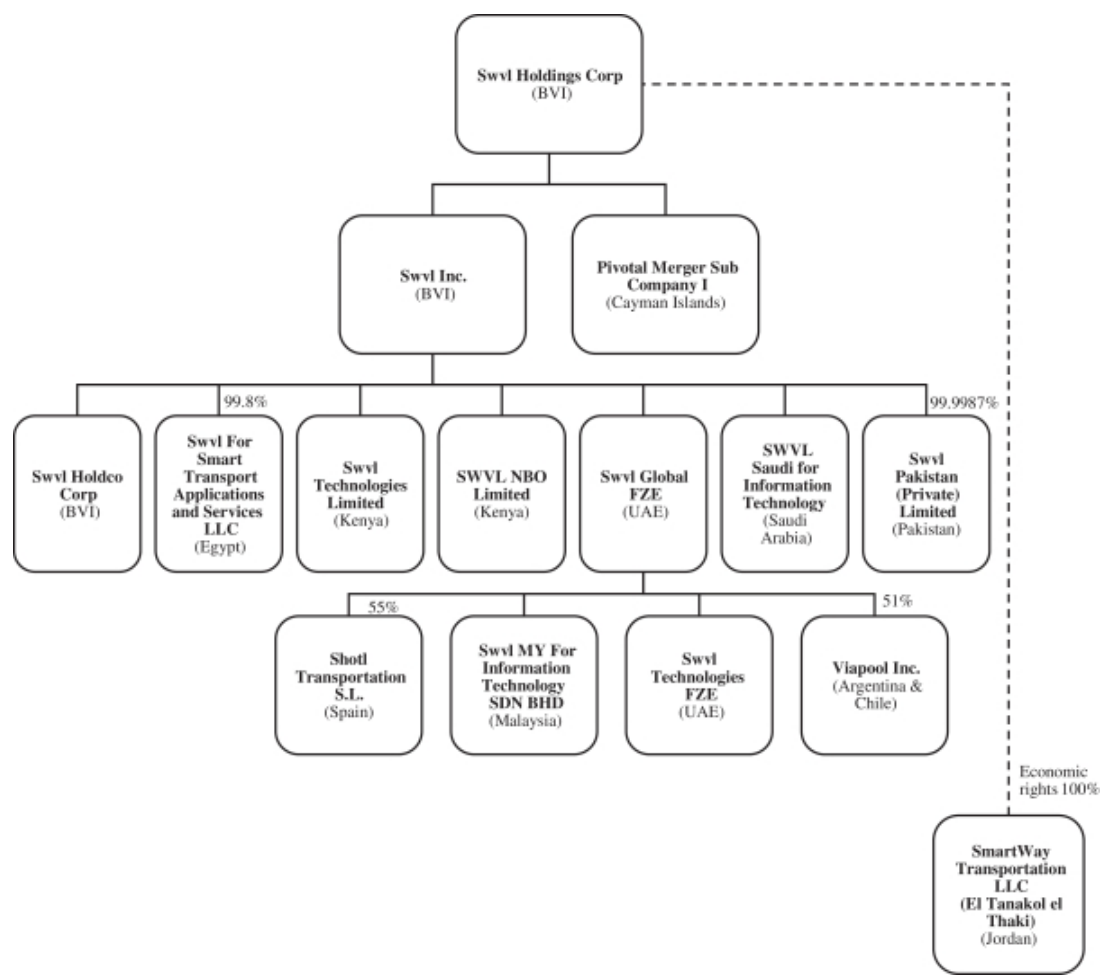 Swvl Holdings Corp
(BVI)
Swvl Inc.
(BVI)
Pivotal Merger Sub
Company I
(Cayman Islands)
Swvl Holdco
Corp
(BVI)
99.8%
Swvl For
Smart
Transport
Applications
and Services
LLC
(Egypt)
Swvl
Technologies
Limited
(Kenya)
SWVL NBO
Limited
(Kenya)
Swvl Global
FZE
(UAE)
SWVL
Saudi for
Information
Technology
(Saudi
Arabia)
99.9987%
Swvl
Pakistan
(Private)
Limited
(Pakistan)
55%
Shotl
Transportation
S.L.
(Spain)
Swvl MY For
Information
Technology
SDN BHD
(Malaysia)
Swvl
Technologies
FZE
(UAE)
51%
Viapool Inc.
(Argentina &
Chile)
Economic
rights 100%
SmartWay
Transportation
LLC
(El Tanakol el
Thaki)
(Jordan)